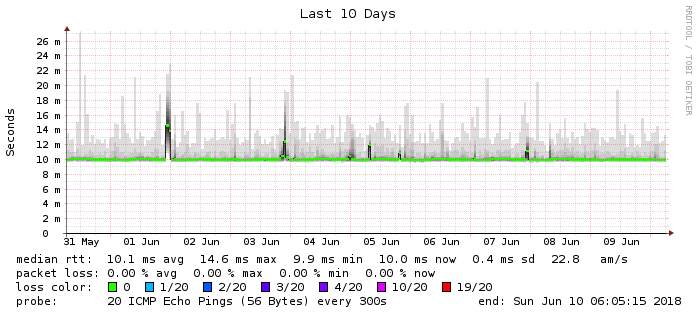 Last 10 Days
RRDTOOL / TOBI OETIKER
Seconds
26 m
24 m
22 m
20 m
18 m
16 m
14 m
12 m
10 m
8 m
6 m
4 m
2 m
0
31 May 01 Jun 02 Jun 03 Jun 04 Jun 05 Jun 06 Jun 07 Jun 08 Jun 09 Jun
median rtt: 10.1 ms avg 14.6 ms max 9.9 ms min 10.0 ms now 0.4 ms sd 22.8 am/s
packet loss: 0.00 % avg 0.00 % max 0.00 % min 0.00 % now
loss color: 0 1/20 2/20 3/20 4/20 10/20 19/20
probe: 20 ICMP Echo Pings (56 Bytes) every 300s end: Sun Jun 10 06:05:15 2018